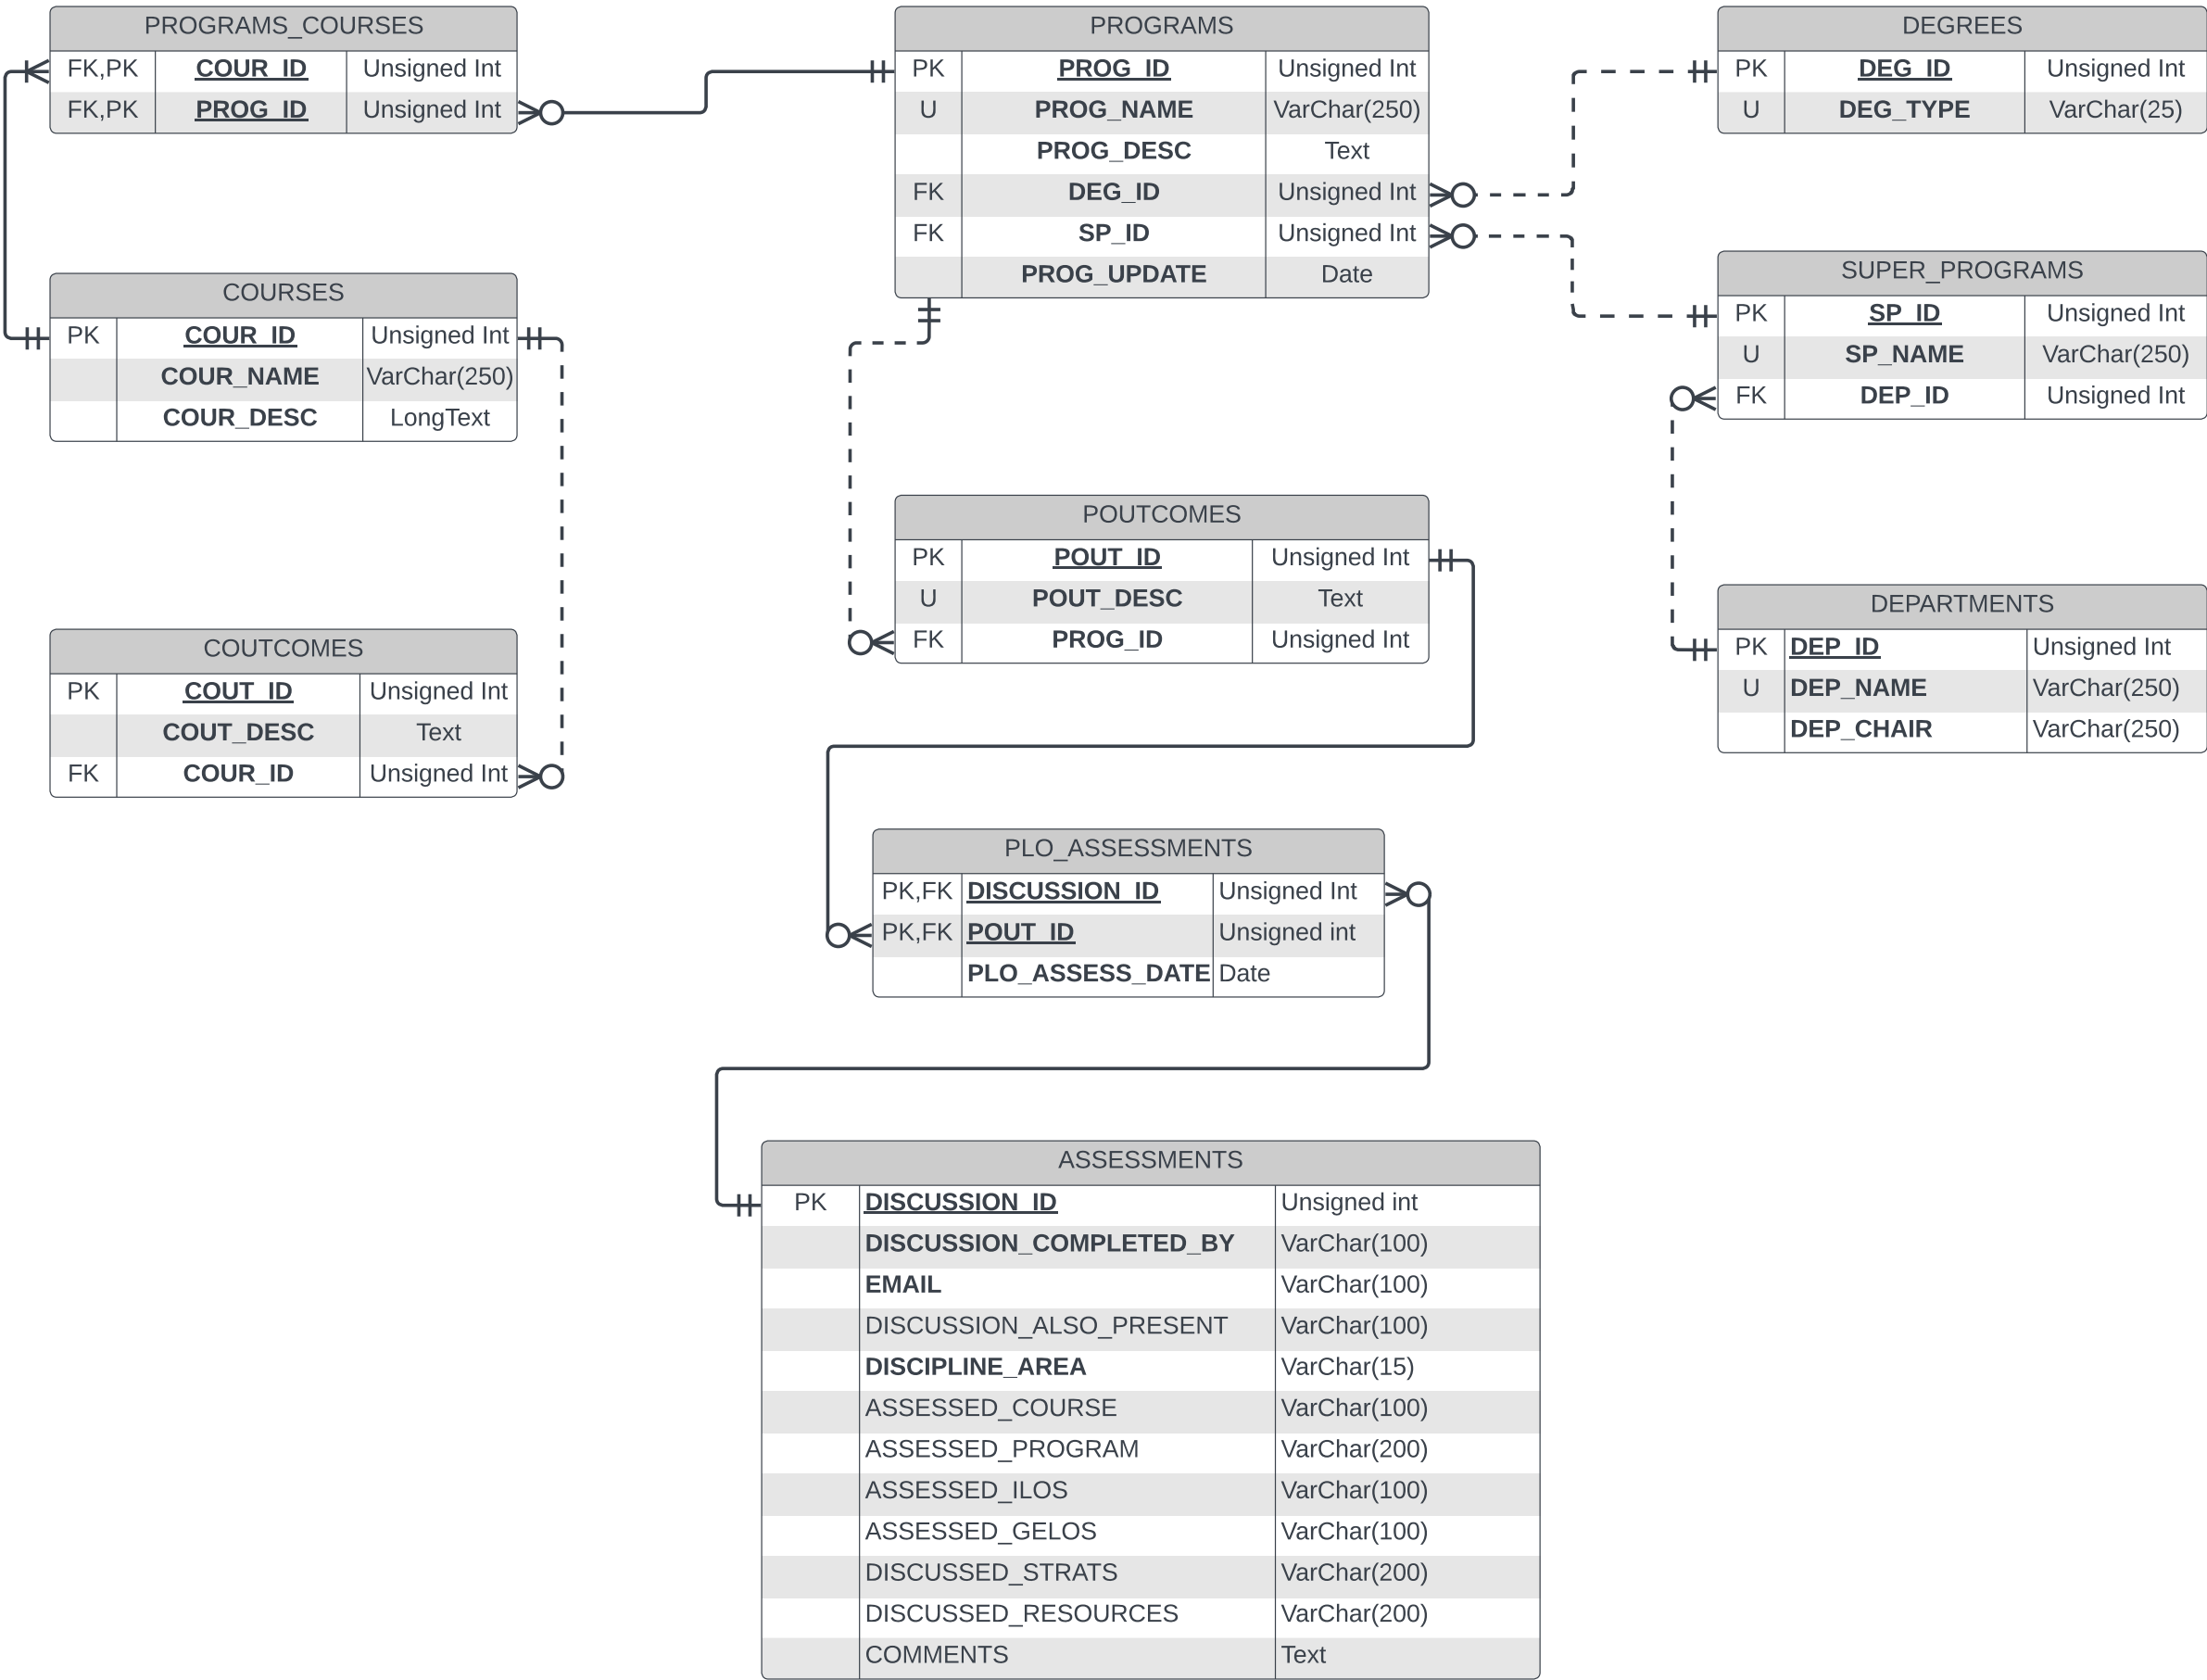 PROGRAMS_COURSES
FK,PK COUR_ID Unsigned Int
FK,PK PROG_ID Unsigned Int
PROGRAMS
PK PROG_ID Unsigned Int
U PROG_NAME VarChar(250)
PROG_DESC Text
FK DEG_ID Unsigned Int
FK SP_ID Unsigned Int
PROG_UPDATE Date
DEGREES
PK DEG_ID Unsigned Int
U DEG_TYPE VarChar(25)
COURSES
PK COUR_ID Unsigned Int
COUR_NAME VarChar(250)
COUR_DESC LongText
SUPER_PROGRAMS
PK SP_ID Unsigned Int
U SP_NAME VarChar(250)
FK DEP_ID Unsigned Int
POUTCOMES
PK POUT_ID Unsigned Int
U POUT_DESC Text
FK PROG_ID Unsigned Int
DEPARTMENTS
PK DEP_ID Unsigned Int
U DEP_NAME VarChar(250)
DEP_CHAIR VarChar(250)
COUTCOMES
PK COUT_ID Unsigned Int
COUT_DESC Text
FK COUR_ID Unsigned Int
PLO_ASSESSMENTS
PK,FK DISCUSSION_ID Unsigned Int
PK,FK POUT_ID Unsigned int
PLO_ASSESS_DATE Date
ASSESSMENTS
PK DISCUSSION_ID Unsigned int
DISCUSSION_COMPLETED_BY VarChar(100)
EMAIL VarChar(100)
DISCUSSION_ALSO_PRESENT VarChar(100)
DISCIPLINE_AREA VarChar(15)
ASSESSED_COURSE VarChar(100)
ASSESSED_PROGRAM VarChar(200)
ASSESSED_ILOS VarChar(100)
ASSESSED_GELOS VarChar(100)
DISCUSSED_STRATS VarChar(200)
DISCUSSED_RESOURCES VarChar(200)
COMMENTS Text